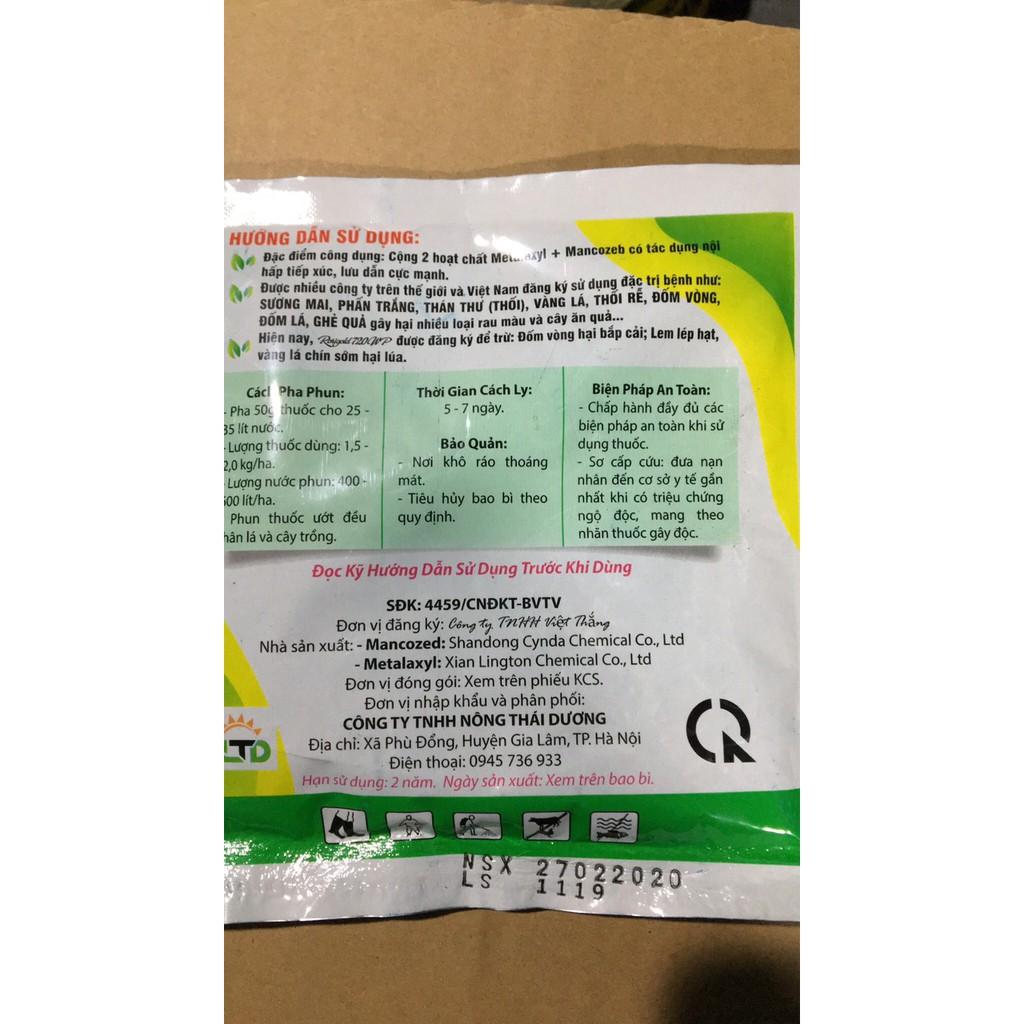 HƯỚNG DẪN SỬ DỤNG:
Đặc điểm công dụng: Cộng 2 hoạt chất Metalaxyl + Mancozeb có tác dụng nội
hấp tiếp xúc, lưu dẫn cực mạnh.
Được nhiều công ty trên thế giới và Việt Nam đăng ký sử dụng đặc trị bệnh như:
SƯƠNG MAI, PHẤN TRẮNG, THÁN THƯ (THỐI), VÀNG LÁ, THỐI RỄ, ĐỐM VÒNG,
ĐỐM LÁ, GHẺ QUẢ gây hại nhiều loại rau màu và cây ăn quả...
Hiện nay, 720WP được đăng ký để trừ: Đốm vòng hại bắp cải; Lem lép hạt,
vàng lá chín sớm hại lúa.
Cách Pha Phun:
- Pha 50g thuốc cho 25 -
35 lít nước.
- Lượng thuốc dùng: 1,5 -
2,0 kg/ha.
- Lượng nước phun: 400 -
500 lít/ha.
Phun thuốc ướt đều
hân lá và cây trồng.
Thời Gian Cách Ly:
5 - 7 ngày.
Bảo Quản:
- Nơi khô ráo thoáng
mát.
- Tiêu hủy bao bì theo
quy định.
Biện Pháp An Toàn:
- Chấp hành đầy đủ các
biện pháp an toàn khi sử
dụng thuốc.
- Sơ cấp cứu: đưa nạn
nhân đến cơ sở y tế gần
nhất khi có triệu chứng
ngộ độc, mang theo
nhãn thuốc gây độc.
Đọc Kỹ Hướng Dẫn Sử Dụng Trước Khi Dùng
SĐK: 4459/CNĐKT-BVTV
Đơn vị đăng ký: Công ty TNHH Việt Thắng
Nhà sản xuất: - Mancozed: Shandong Cynda Chemical Co., Ltd
- Metalaxyl: Xian Lington Chemical Co., Ltd
Đơn vị đóng gói: Xem trên phiếu KCS.
Đơn vị nhập khẩu và phân phối:
CÔNG TY TNHH NÔNG THÁI DƯƠNG
Địa chỉ: Xã Phù Đổng, Huyện Gia Lâm, TP. Hà Nội
Điện thoại: 0945 736 933
Hạn sử dụng: 2 năm. Ngày sản xuất: Xem trên bao bì.
TD
NSX 27022020
LS 1119